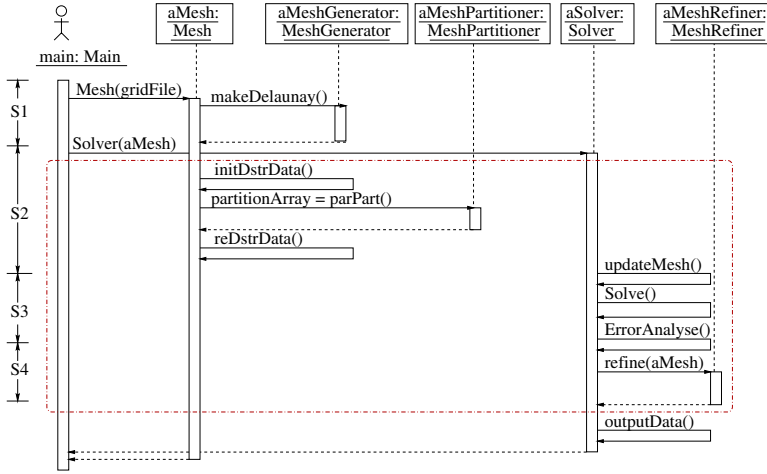 aMesh:
Mesh
aMeshGenerator:
MeshGenerator
aMeshPartitioner:
MeshPartitioner
aSolver:
Solver
aMeshRefiner:
MeshRefiner
main: Main
Mesh(gridFile)
makeDelaunay()
S1
Solver(aMesh)
initDstrData()
partitionArray = parPart()
S2
reDstrData()
updateMesh()
Solve()
S3
ErrorAnalyse()
refine(aMesh)
S4
outputData()